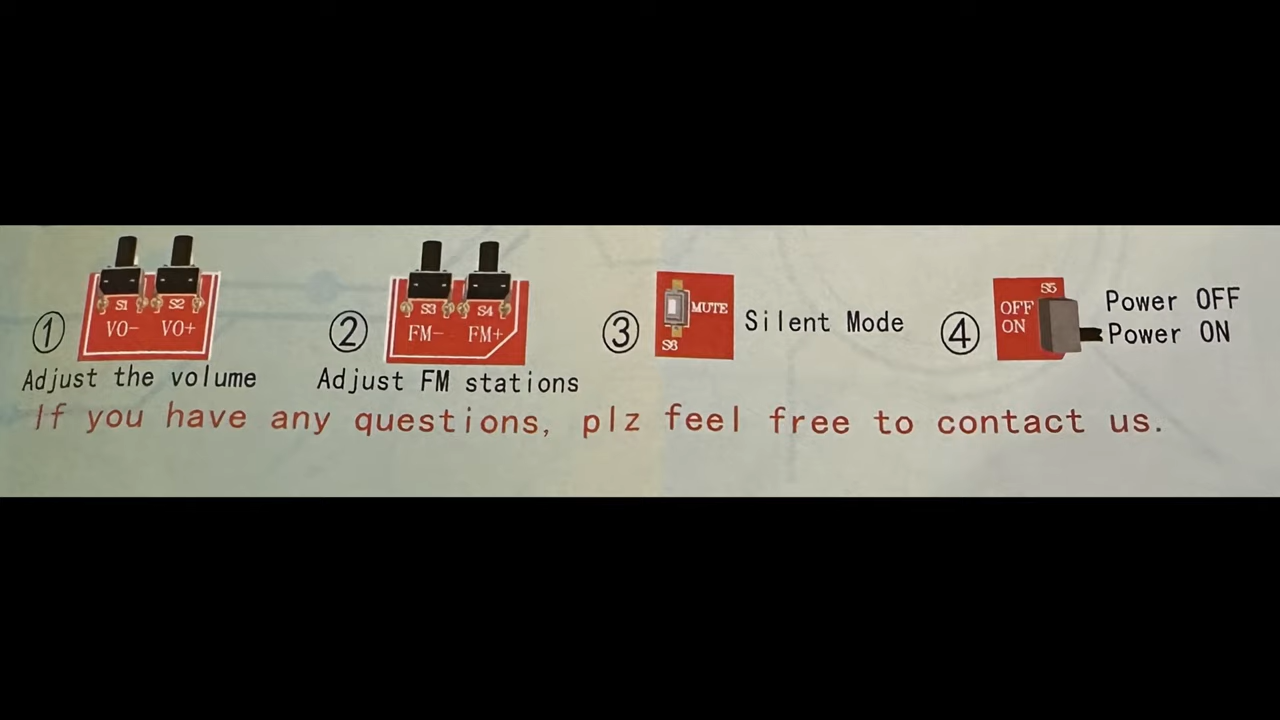 ① S1 S2 VO- VO+
Adjust the volume
② S3 S4 FM- FM+
Adjust FM stations
③ MUTE S6 Silent Mode
④ S5 OFF ON Power OFF
Power ON
If you have any questions, plz feel free to contact us.